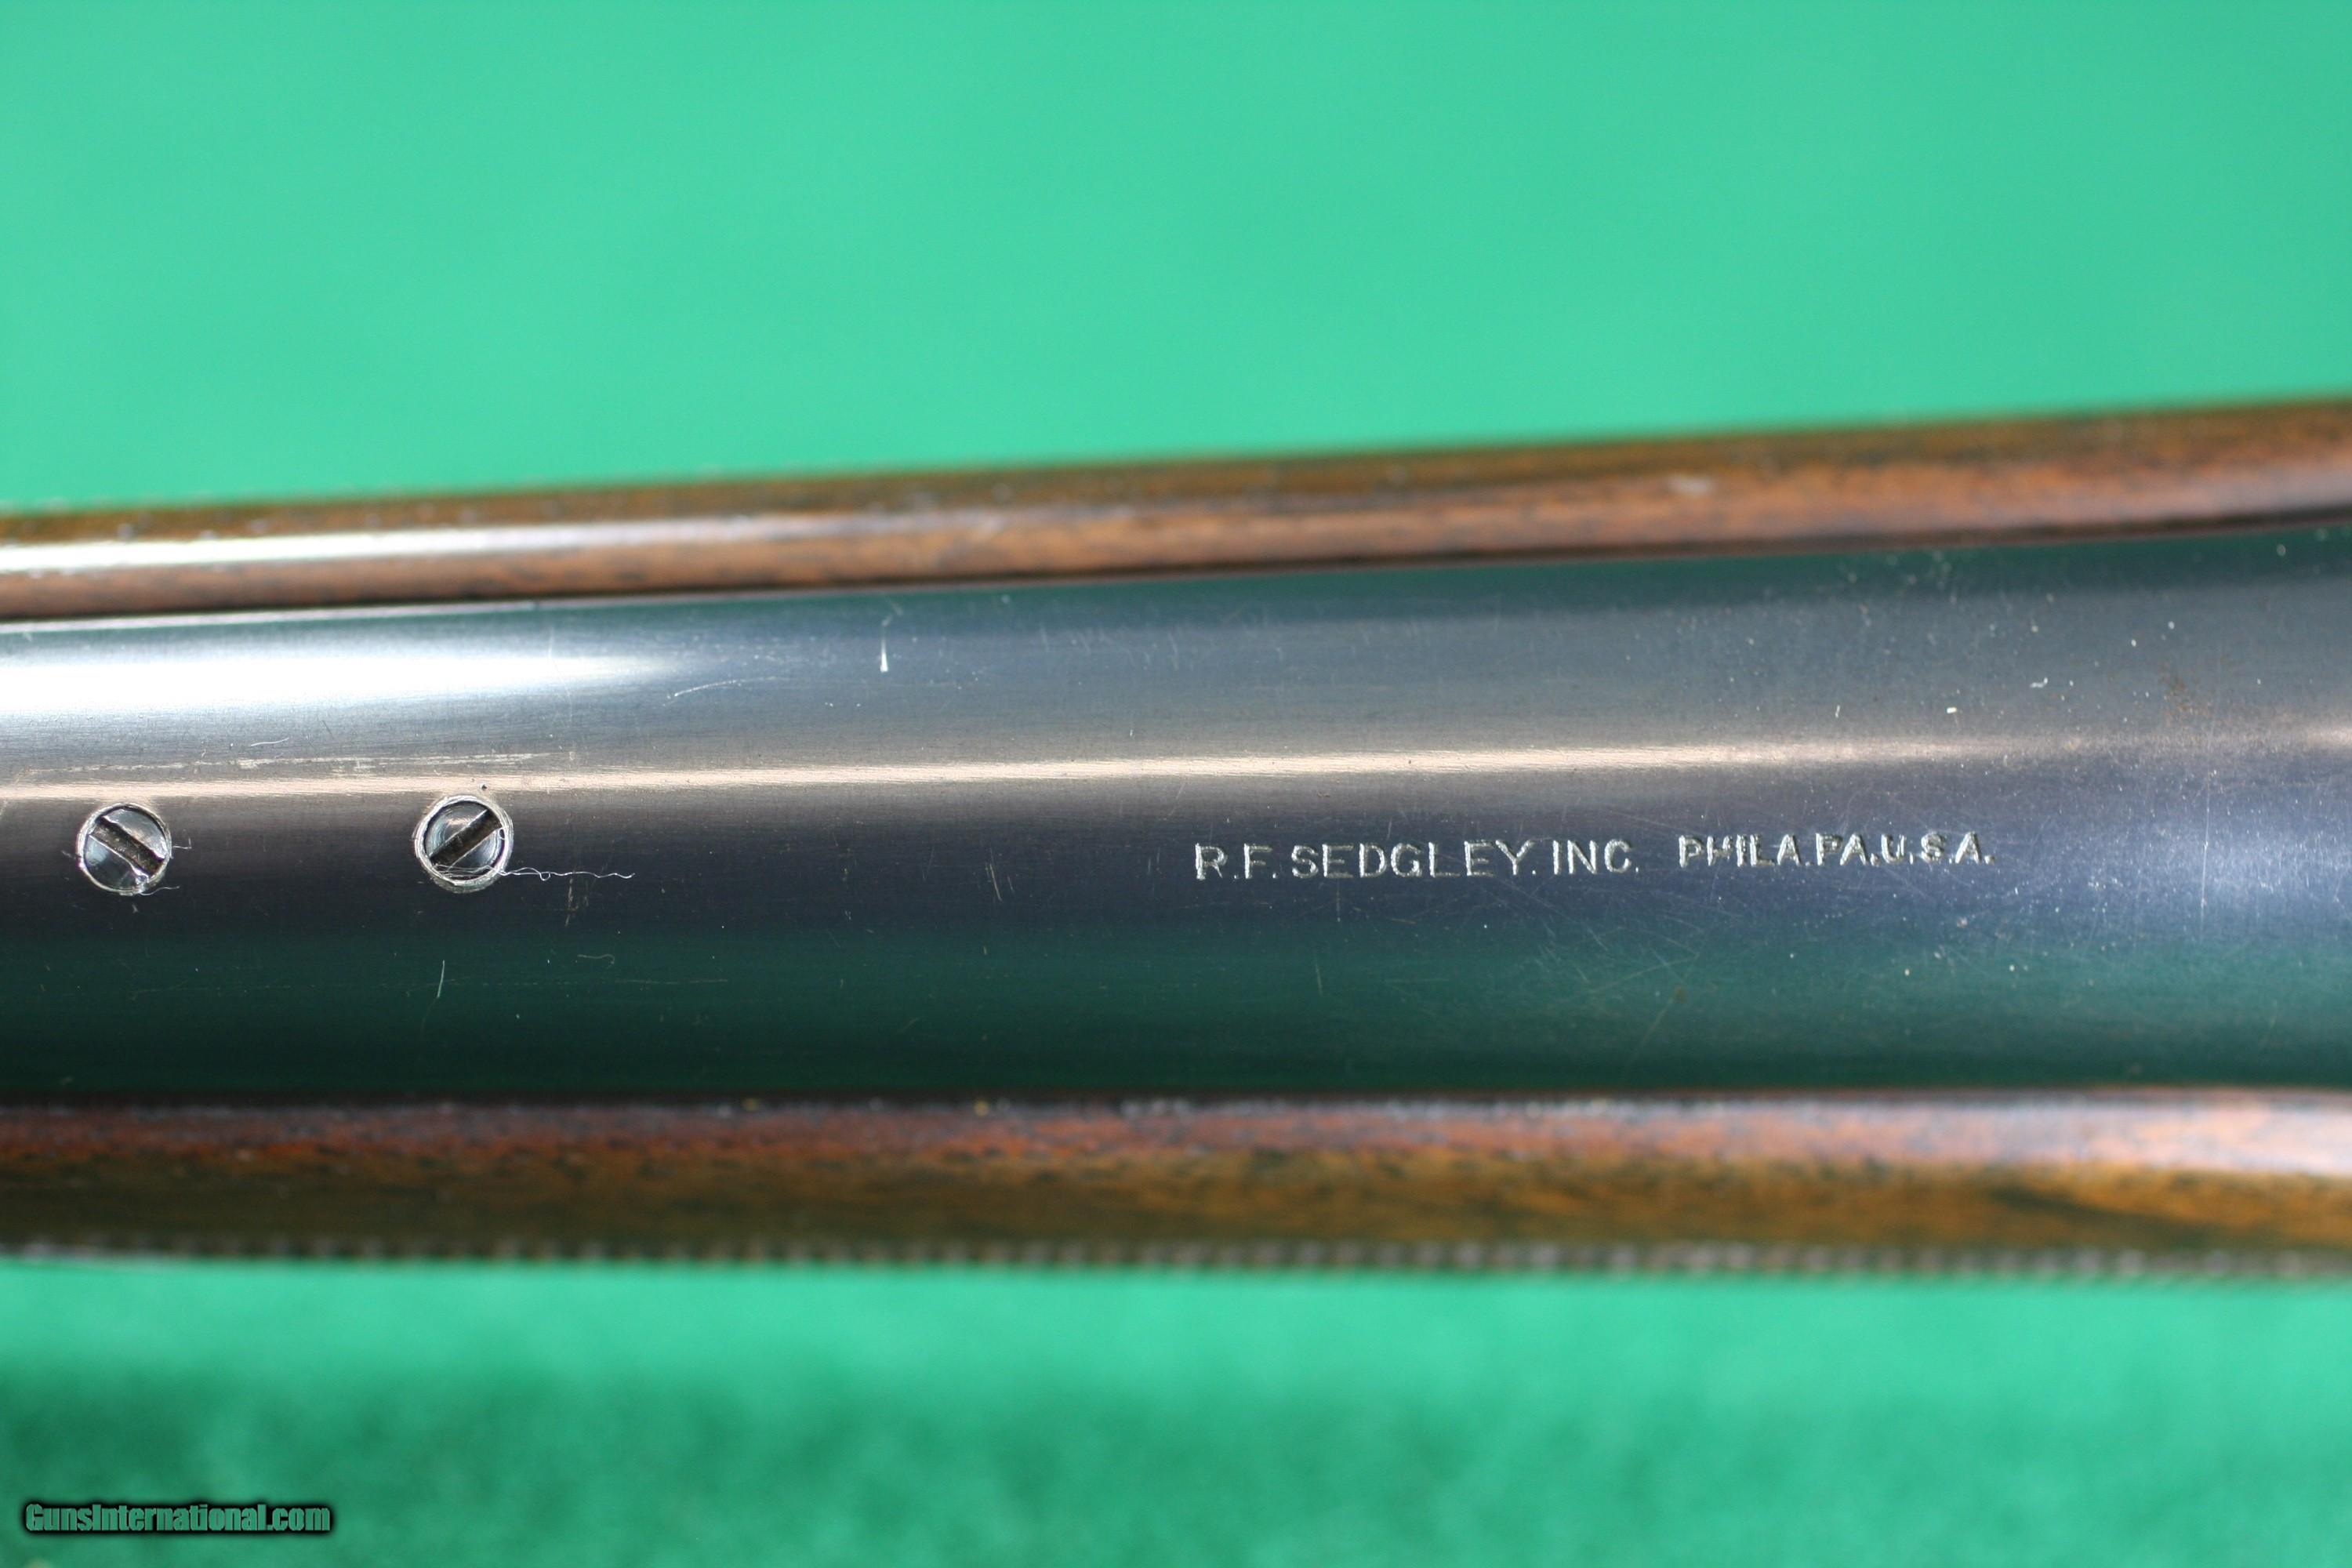 R.F. SEDGLEY. INC. PHILA. PA. U.S.A.
GunsInternational.com